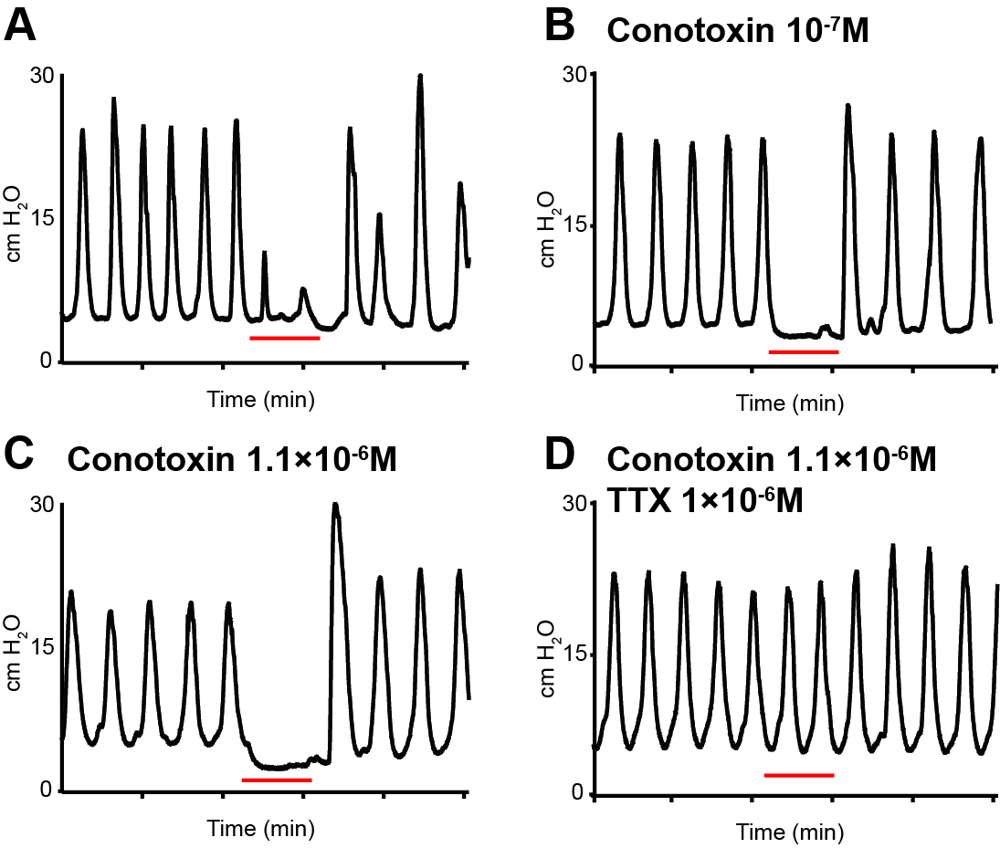 A
30
15
0
cm H₂O
Time (min)
B Conotoxin 10⁻⁷M
30
15
0
cm H₂O
Time (min)
C Conotoxin 1.1×10⁻⁶M
30
15
0
cm H₂O
Time (min)
D Conotoxin 1.1×10⁻⁶M
TTX 1×10⁻⁶M
30
15
0
cm H₂O
Time (min)